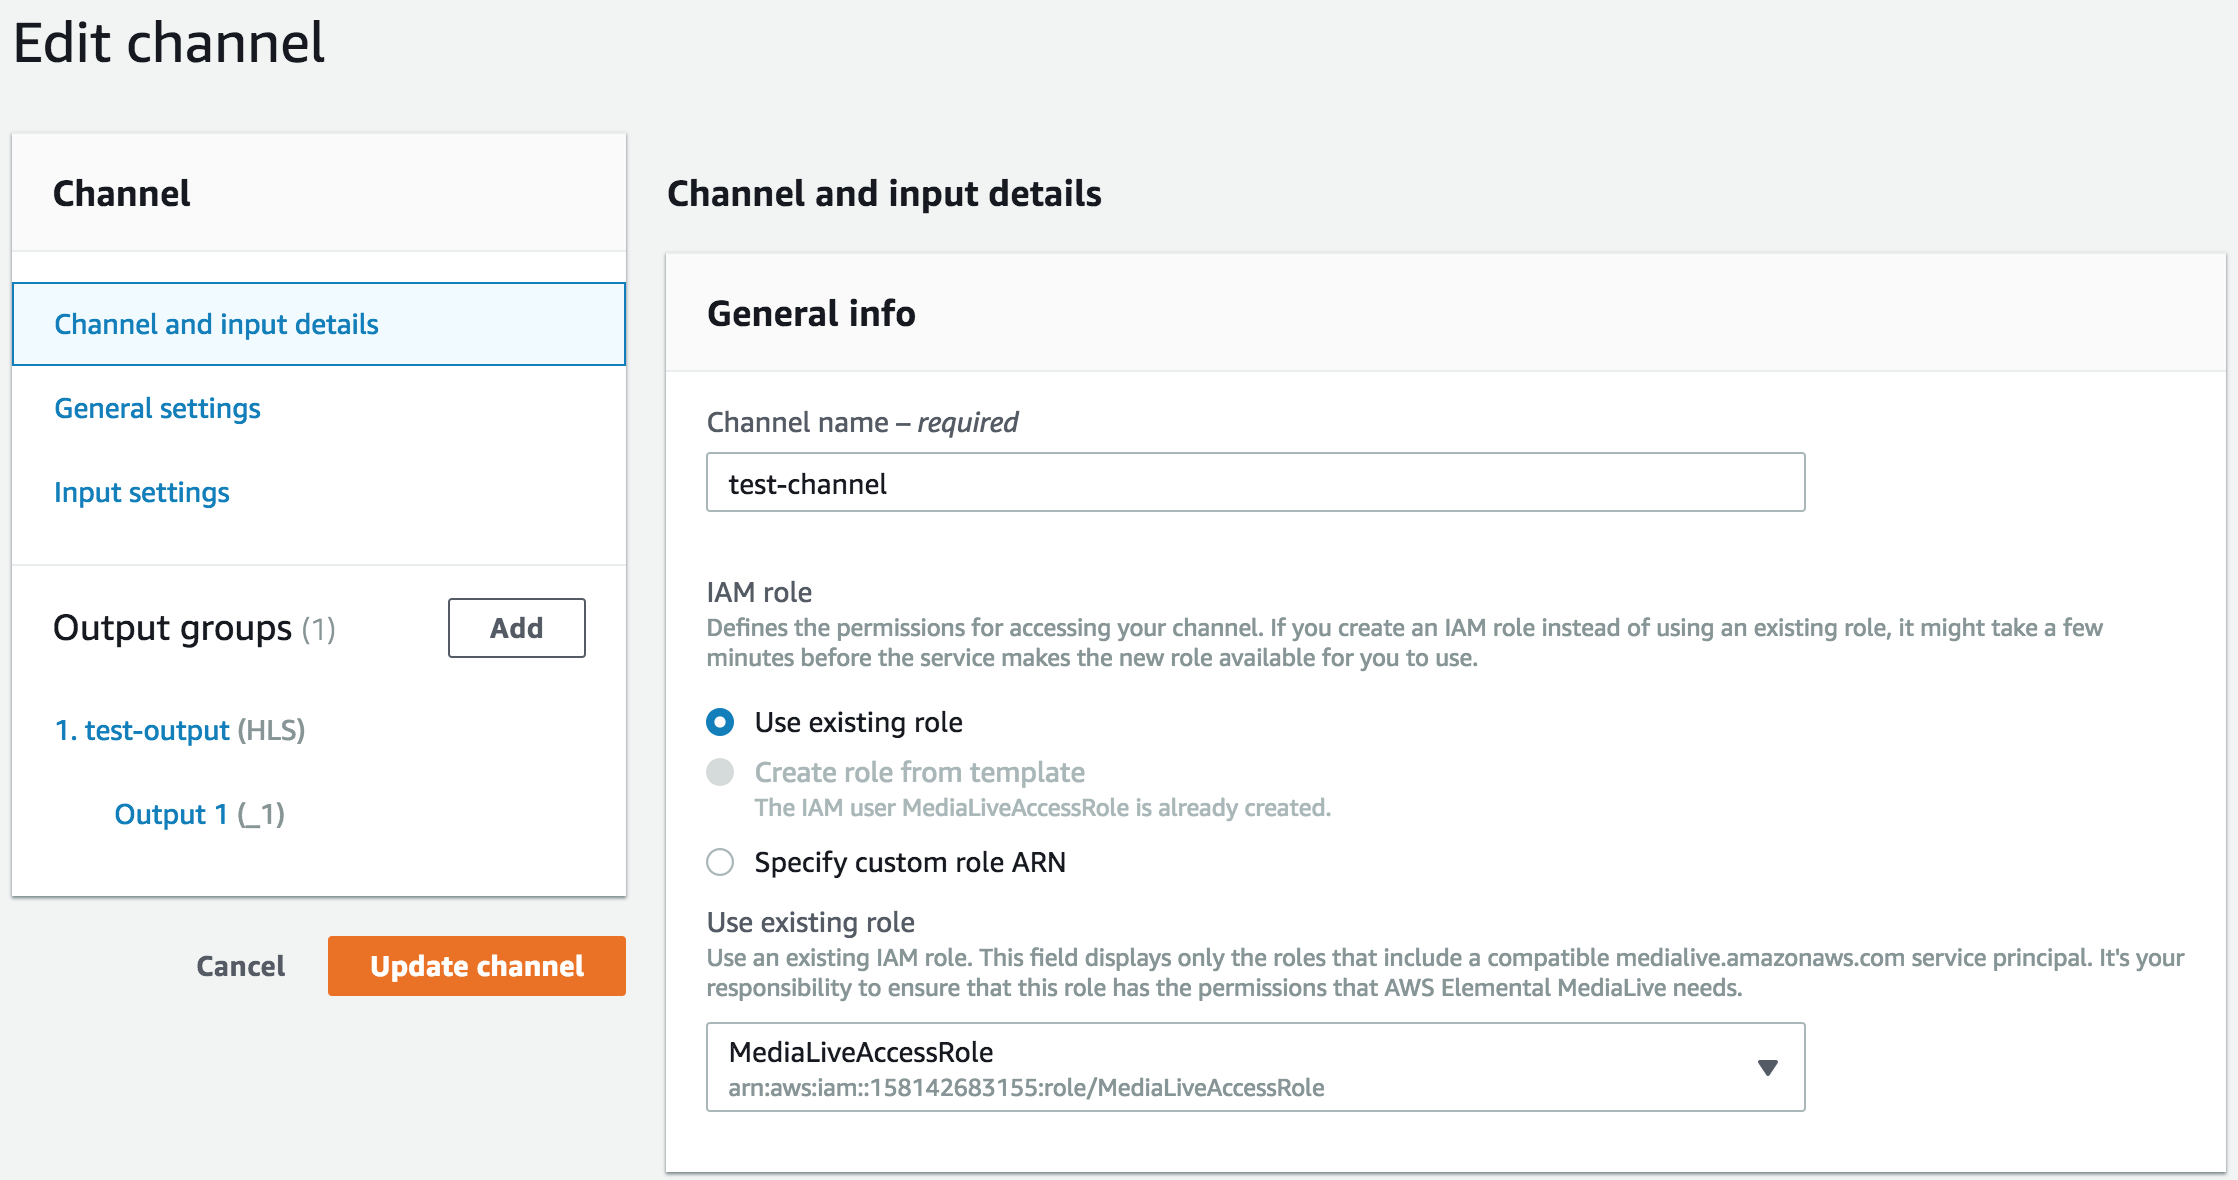 Edit channel
Channel
Channel and input details
General settings
Input settings
Output groups (1)
Add
1. test-output (HLS)
Output 1 (_1)
Cancel
Update channel
Channel and input details
General info
Channel name – required
test-channel
IAM role
Defines the permissions for accessing your channel. If you create an IAM role instead of using an existing role, it might take a few
minutes before the service makes the new role available for you to use.
Use existing role
Create role from template
The IAM user MediaLiveAccessRole is already created.
Specify custom role ARN
Use existing role
Use an existing IAM role. This field displays only the roles that include a compatible medialive.amazonaws.com service principal. It's your
responsibility to ensure that this role has the permissions that AWS Elemental MediaLive needs.
MediaLiveAccessRole
arn:aws:iam::158142683155:role/MediaLiveAccessRole